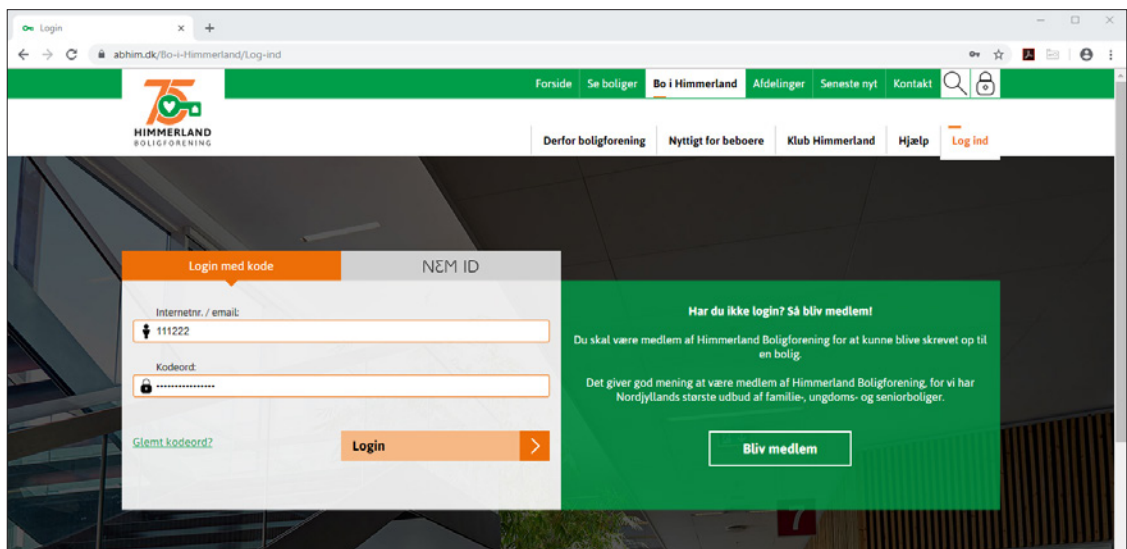 Login
abhim.dk/Bo-i-Himmerland/Log-ind
Forside Se boliger Bo i Himmerland Afdelinger Seneste nyt Kontakt
75
HIMMERLAND
BOLIGFORENING
Derfor boligforening Nyttigt for beboere Klub Himmerland Hjælp Log ind
Login med kode
NEM ID
Internetnr. / email:
111222
Kodeord:
················
Glemt kodeord?
Login
Har du ikke login? Så bliv medlem!
Du skal være medlem af Himmerland Boligforening for at kunne blive skrevet op til
en bolig.
Det giver god mening at være medlem af Himmerland Boligforening, for vi har
Nordjyllands største udbud af familie-, ungdoms- og seniorboliger.
Bliv medlem
7